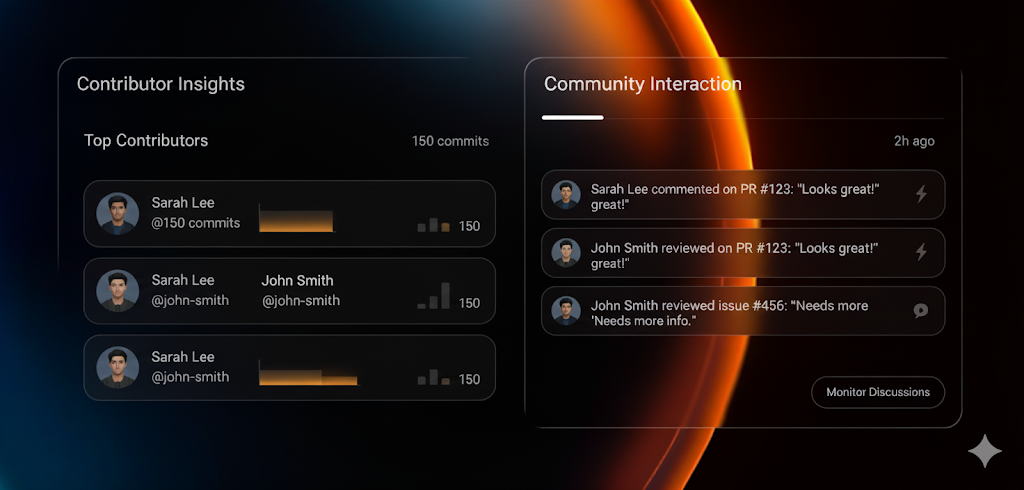 Contributor Insights
Top Contributors
150 commits
Sarah Lee
@150 commits
150
Sarah Lee
@john-smith
John Smith
@john-smith
150
Sarah Lee
@john-smith
150
Community Interaction
2h ago
Sarah Lee commented on PR #123: "Looks great!"
great!"
John Smith reviewed on PR #123: "Looks great!"
great!"
John Smith reviewed issue #456: "Needs more
'Needs more info."
Monitor Discussions